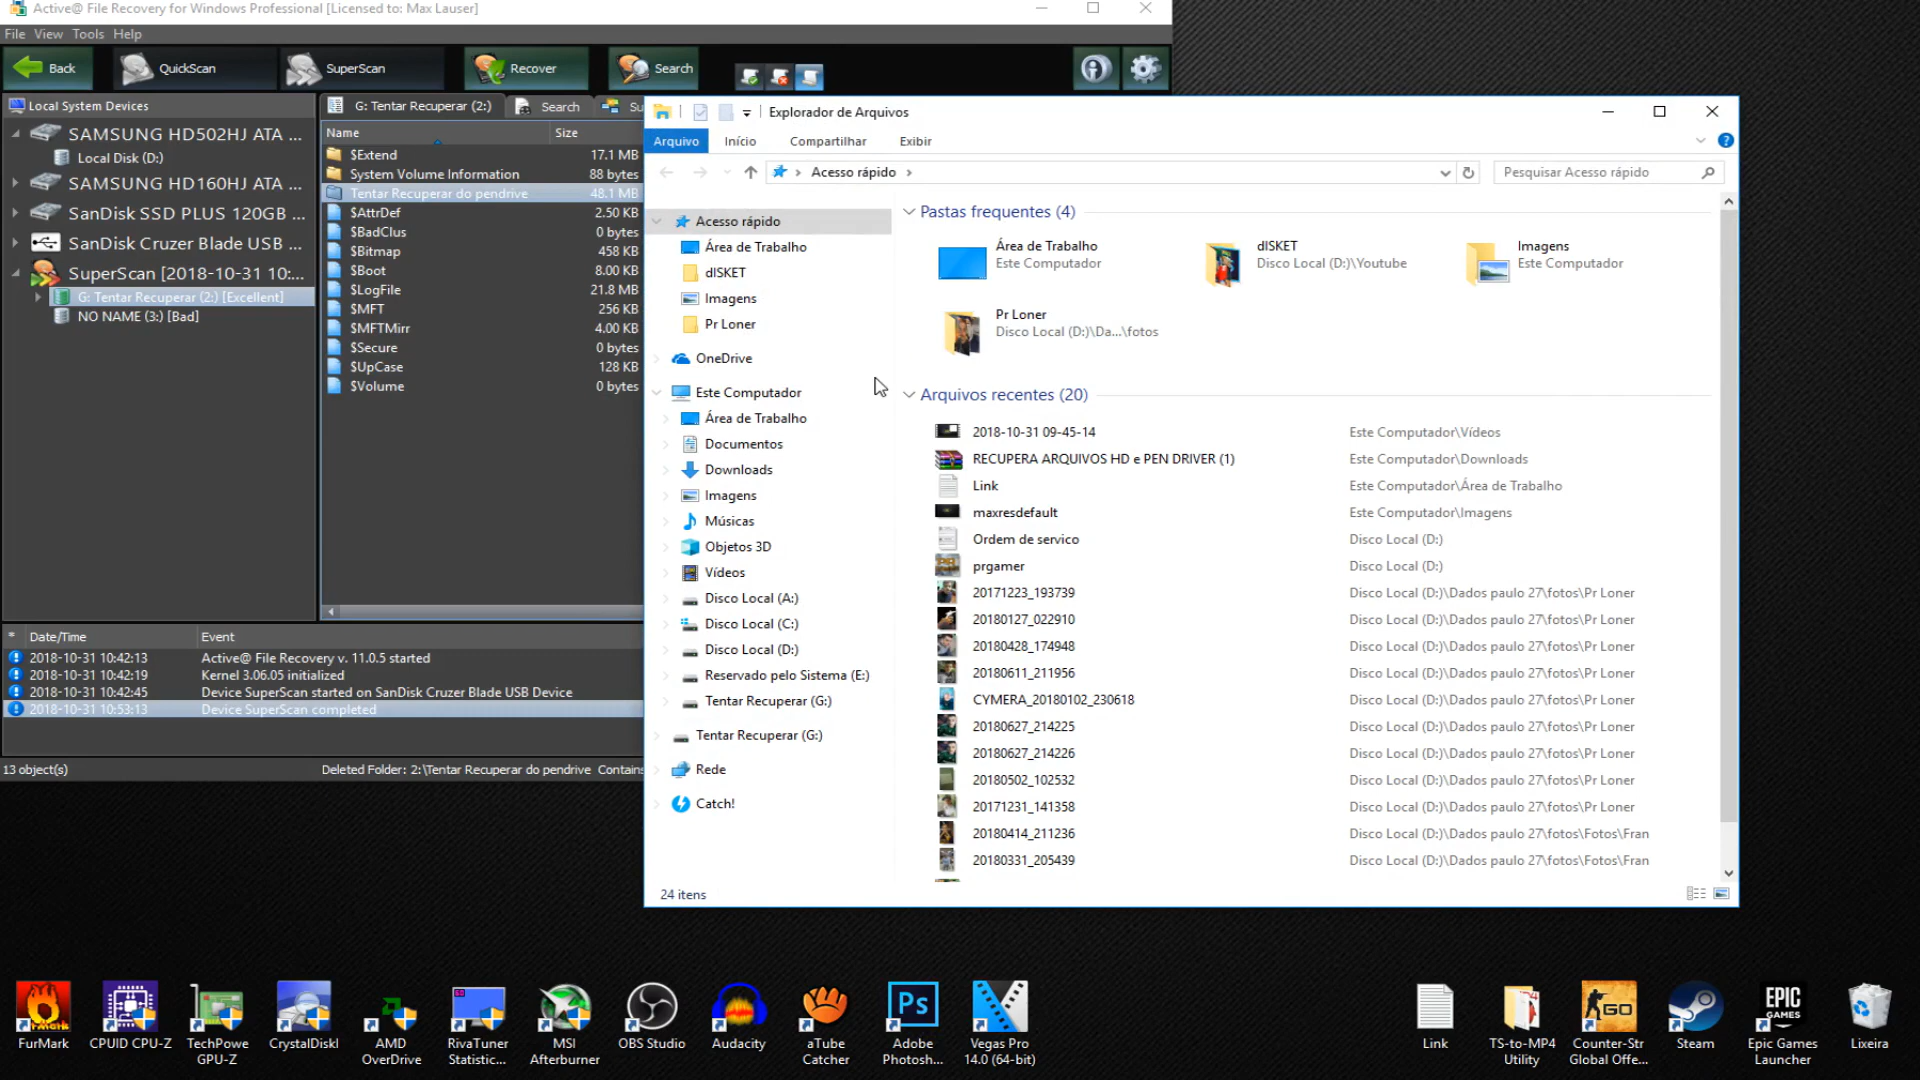 Active@ File Recovery for Windows Professional [Licensed to: Max Lauser]
File View Tools Help
Back QuickScan SuperScan Recover Search
Local System Devices
SAMSUNG HD502HJ ATA ...
Local Disk (D:)
SAMSUNG HD160HJ ATA ...
SanDisk SSD PLUS 120GB ...
SanDisk Cruzer Blade USB ...
SuperScan [2018-10-31 10:...
G: Tentar Recuperar (2:) [Excellent]
NO NAME (3:) [Bad]
G: Tentar Recuperar (2:) Search Su
Name Size
$Extend 17.1 MB
System Volume Information 88 bytes
Tentar Recuperar do pendrive 48.1 MB
$AttrDef 2.50 KB
$BadClus 0 bytes
$Bitmap 458 KB
$Boot 8.00 KB
$LogFile 21.8 MB
$MFT 256 KB
$MFTMirr 4.00 KB
$Secure 0 bytes
$UpCase 128 KB
$Volume 0 bytes
* Date/Time Event
2018-10-31 10:42:13 Active@ File Recovery v. 11.0.5 started
2018-10-31 10:42:19 Kernel 3.06.05 initialized
2018-10-31 10:42:45 Device SuperScan started on SanDisk Cruzer Blade USB Device
2018-10-31 10:53:13 Device SuperScan completed
13 object(s) Deleted Folder: 2:\Tentar Recuperar do pendrive Contains
Explorador de Arquivos
Arquivo Início Compartilhar Exibir
Acesso rápido
Pesquisar Acesso rápido
Acesso rápido
Área de Trabalho
dISKET
Imagens
Pr Loner
OneDrive
Este Computador
Área de Trabalho
Documentos
Downloads
Imagens
Músicas
Objetos 3D
Vídeos
Disco Local (A:)
Disco Local (C:)
Disco Local (D:)
Reservado pelo Sistema (E:)
Tentar Recuperar (G:)
Tentar Recuperar (G:)
Rede
Catch!
Pastas frequentes (4)
Área de Trabalho
Este Computador
dISKET
Disco Local (D:)\Youtube
Imagens
Este Computador
Pr Loner
Disco Local (D:)\Da...\fotos
Arquivos recentes (20)
2018-10-31 09-45-14 Este Computador\Vídeos
RECUPERA ARQUIVOS HD e PEN DRIVER (1) Este Computador\Downloads
Link Este Computador\Área de Trabalho
maxresdefault Este Computador\Imagens
Ordem de servico Disco Local (D:)
prgamer Disco Local (D:)
20171223_193739 Disco Local (D:)\Dados paulo 27\fotos\Pr Loner
20180127_022910 Disco Local (D:)\Dados paulo 27\fotos\Pr Loner
20180428_174948 Disco Local (D:)\Dados paulo 27\fotos\Pr Loner
20180611_211956 Disco Local (D:)\Dados paulo 27\fotos\Pr Loner
CYMERA_20180102_230618 Disco Local (D:)\Dados paulo 27\fotos\Pr Loner
20180627_214225 Disco Local (D:)\Dados paulo 27\fotos\Pr Loner
20180627_214226 Disco Local (D:)\Dados paulo 27\fotos\Pr Loner
20180502_102532 Disco Local (D:)\Dados paulo 27\fotos\Pr Loner
20171231_141358 Disco Local (D:)\Dados paulo 27\fotos\Pr Loner
20180414_211236 Disco Local (D:)\Dados paulo 27\fotos\Fotos\Fran
20180331_205439 Disco Local (D:)\Dados paulo 27\fotos\Fotos\Fran
24 itens
FurMark
CPUID CPU-Z
TechPowe
GPU-Z
CrystalDiskI
AMD
OverDrive
RivaTuner
Statistic...
MSI
Afterburner
OBS Studio
Audacity
aTube
Catcher
Ps
Adobe
Photosh...
Vegas Pro
14.0 (64-bit)
Link
TS-to-MP4
Utility
GO
Counter-Str
Global Offe...
Steam
EPIC
GAMES
Epic Games
Launcher
Lixeira